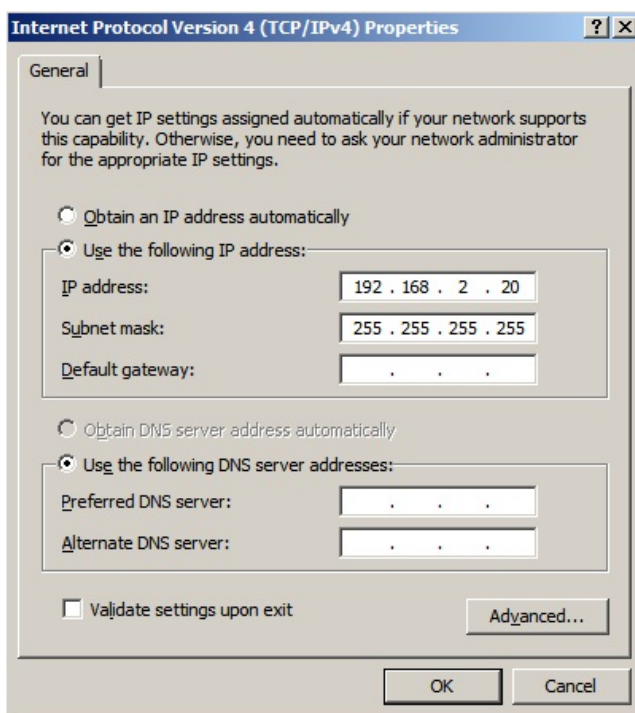 Internet Protocol Version 4 (TCP/IPv4) Properties
General
You can get IP settings assigned automatically if your network supports
this capability. Otherwise, you need to ask your network administrator
for the appropriate IP settings.
Obtain an IP address automatically
Use the following IP address:
IP address: 192 . 168 . 2 . 20
Subnet mask: 255 . 255 . 255 . 255
Default gateway: . . .
Obtain DNS server address automatically
Use the following DNS server addresses:
Preferred DNS server: . . .
Alternate DNS server: . . .
Validate settings upon exit
Advanced...
OK Cancel